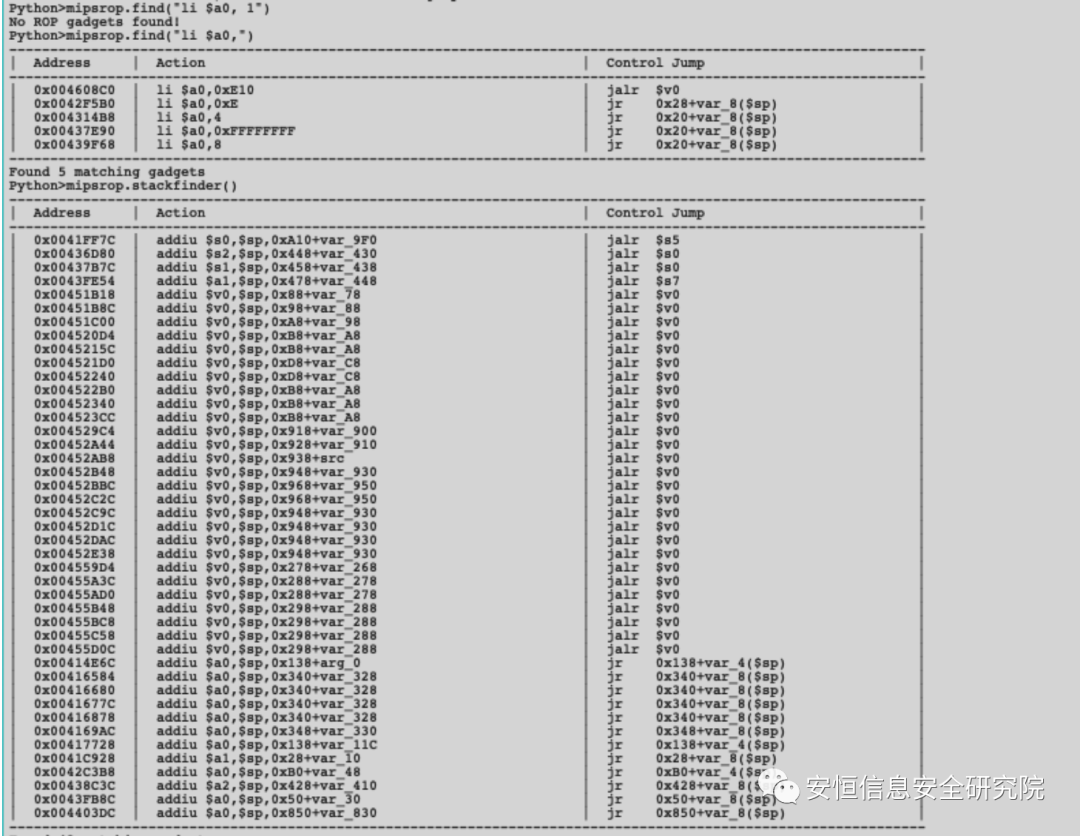 Python>mipsrop.find("li $a0, 1")
No ROP gadgets found!
Python>mipsrop.find("li $a0,")
| Address | Action | Control Jump |
| 0x004608C0 | li $a0,0xE10 | jalr $v0 |
| 0x0042F5B0 | li $a0,0xE | jr 0x28+var_8($sp) |
| 0x004314B8 | li $a0,4 | jr 0x20+var_8($sp) |
| 0x00437E90 | li $a0,0xFFFFFFFF | jr 0x20+var_8($sp) |
| 0x00439F68 | li $a0,8 | jr 0x20+var_8($sp) |
Found 5 matching gadgets
Python>mipsrop.stackfinder()
| Address | Action | Control Jump |
| 0x0041FF7C | addiu $s0,$sp,0xA10+var_9F0 | jalr $s5 |
| 0x00436D80 | addiu $s2,$sp,0x448+var_430 | jalr $s0 |
| 0x00437B7C | addiu $s1,$sp,0x458+var_438 | jalr $s0 |
| 0x0043FE54 | addiu $a1,$sp,0x478+var_448 | jalr $s7 |
| 0x00451B18 | addiu $v0,$sp,0x88+var_78 | jalr $v0 |
| 0x00451B8C | addiu $v0,$sp,0x98+var_88 | jalr $v0 |
| 0x00451C00 | addiu $v0,$sp,0xA8+var_98 | jalr $v0 |
| 0x004520D4 | addiu $v0,$sp,0xB8+var_A8 | jalr $v0 |
| 0x0045215C | addiu $v0,$sp,0xB8+var_A8 | jalr $v0 |
| 0x004521D0 | addiu $v0,$sp,0xD8+var_C8 | jalr $v0 |
| 0x00452240 | addiu $v0,$sp,0xD8+var_C8 | jalr $v0 |
| 0x004522B0 | addiu $v0,$sp,0xB8+var_A8 | jalr $v0 |
| 0x00452340 | addiu $v0,$sp,0xB8+var_A8 | jalr $v0 |
| 0x004523CC | addiu $v0,$sp,0xB8+var_A8 | jalr $v0 |
| 0x004529C4 | addiu $v0,$sp,0x918+var_900 | jalr $v0 |
| 0x00452A44 | addiu $v0,$sp,0x928+var_910 | jalr $v0 |
| 0x00452AB8 | addiu $v0,$sp,0x938+src | jalr $v0 |
| 0x00452B48 | addiu $v0,$sp,0x948+var_930 | jalr $v0 |
| 0x00452BBC | addiu $v0,$sp,0x968+var_950 | jalr $v0 |
| 0x00452C2C | addiu $v0,$sp,0x968+var_950 | jalr $v0 |
| 0x00452C9C | addiu $v0,$sp,0x948+var_930 | jalr $v0 |
| 0x00452D1C | addiu $v0,$sp,0x948+var_930 | jalr $v0 |
| 0x00452DAC | addiu $v0,$sp,0x948+var_930 | jalr $v0 |
| 0x00452E38 | addiu $v0,$sp,0x948+var_930 | jalr $v0 |
| 0x004559D4 | addiu $v0,$sp,0x278+var_268 | jalr $v0 |
| 0x00455A3C | addiu $v0,$sp,0x288+var_278 | jalr $v0 |
| 0x00455AD0 | addiu $v0,$sp,0x288+var_278 | jalr $v0 |
| 0x00455B48 | addiu $v0,$sp,0x298+var_288 | jalr $v0 |
| 0x00455BC8 | addiu $v0,$sp,0x298+var_288 | jalr $v0 |
| 0x00455C58 | addiu $v0,$sp,0x298+var_288 | jalr $v0 |
| 0x00455D0C | addiu $v0,$sp,0x298+var_288 | jalr $v0 |
| 0x00414E6C | addiu $a0,$sp,0x138+arg_0 | jr 0x138+var_4($sp) |
| 0x00416584 | addiu $a0,$sp,0x340+var_328 | jr 0x340+var_8($sp) |
| 0x00416680 | addiu $a0,$sp,0x340+var_328 | jr 0x340+var_8($sp) |
| 0x0041677C | addiu $a0,$sp,0x340+var_328 | jr 0x340+var_8($sp) |
| 0x00416878 | addiu $a0,$sp,0x340+var_328 | jr 0x340+var_8($sp) |
| 0x004169AC | addiu $a0,$sp,0x348+var_330 | jr 0x348+var_8($sp) |
| 0x00417728 | addiu $a0,$sp,0x138+var_11C | jr 0x138+var_4($sp) |
| 0x0041C928 | addiu $a1,$sp,0x28+var_10 | jr 0x28+var_8($sp) |
| 0x0042C3B8 | addiu $a0,$sp,0xB0+var_48 | jr 0xB0+var_4($sp) |
| 0x00438C3C | addiu $a2,$sp,0x428+var_410 | jr 0x428+var_8($sp) |
| 0x0043FB8C | addiu $a0,$sp,0x50+var_30 | jr 0x50+var_8($sp) |
| 0x004403DC | addiu $a0,$sp,0x850+var_830 | jr 0x850+var_8($sp) |
安恒信息安全研究院